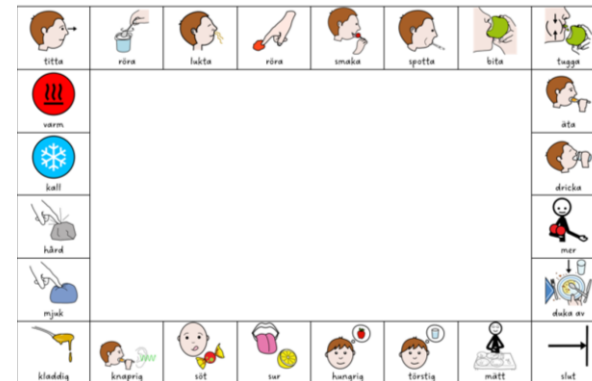 titta röra lukta röra smaka spotta bita tugga
varm äta
kall dricka
hård mer
mjuk duka av
kladdig knaprig söt sur hungrig törstig mätt slut